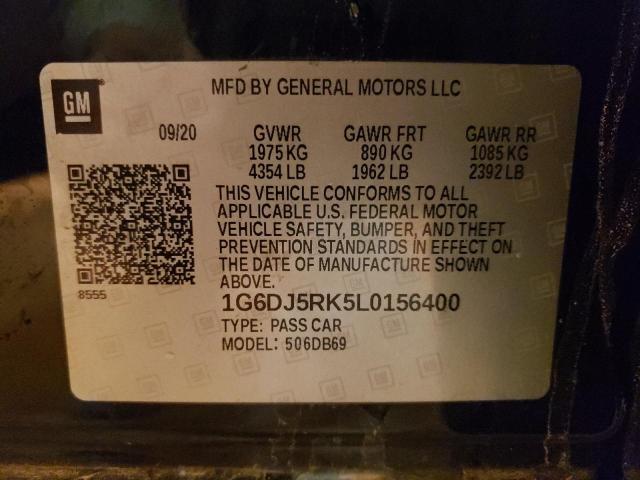 GM
MFD BY GENERAL MOTORS LLC
09/20 GVWR GAWR FRT GAWR RR
1975 KG 890 KG 1085 KG
4354 LB 1962 LB 2392 LB
THIS VEHICLE CONFORMS TO ALL
APPLICABLE U.S. FEDERAL MOTOR
VEHICLE SAFETY, BUMPER, AND THEFT
PREVENTION STANDARDS IN EFFECT ON
THE DATE OF MANUFACTURE SHOWN
ABOVE.
8555
1G6DJ5RK5L0156400
TYPE: PASS CAR
MODEL: 506DB69